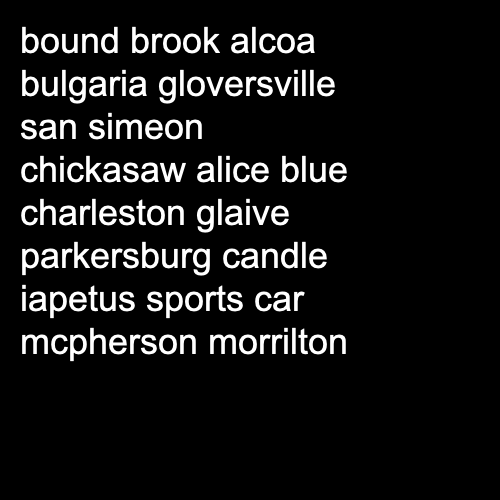 bound brook alcoa
bulgaria gloversville
san simeon
chickasaw alice blue
charleston glaive
parkersburg candle
iapetus sports car
mcpherson morrilton